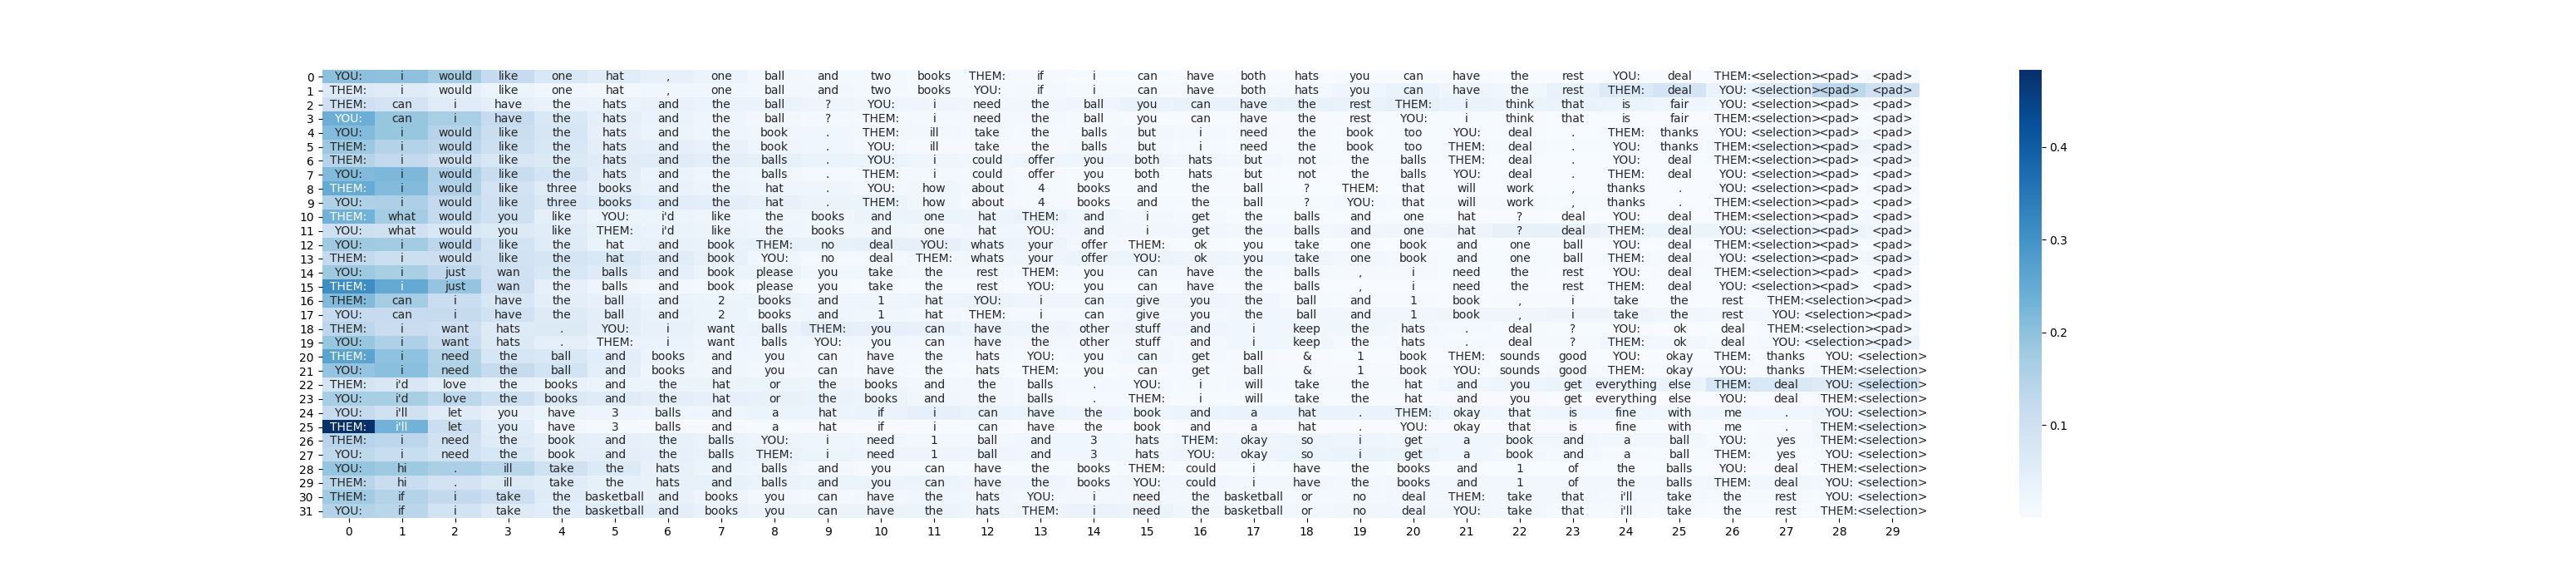 0 YOU: i would like one hat , one ball and two books THEM: if i can have both hats you can have the rest YOU: deal THEM: <selection> <pad> <pad>
1 THEM: i would like one hat , one ball and two books YOU: if i can have both hats you can have the rest THEM: deal YOU: <selection> <pad> <pad>
2 THEM: can i have the hats and the ball ? YOU: i need the ball you can have the rest THEM: i think that is fair YOU: <selection> <pad> <pad>
3 YOU: can i have the hats and the ball ? THEM: i need the ball you can have the rest YOU: i think that is fair THEM: <selection> <pad> <pad>
4 YOU: i would like the hats and the book . THEM: ill take the balls but i need the book too YOU: deal . THEM: thanks YOU: <selection> <pad> <pad>
5 THEM: i would like the hats and the book . YOU: ill take the balls but i need the book too THEM: deal . YOU: thanks THEM: <selection> <pad> <pad>
6 THEM: i would like the hats and the balls . YOU: i could offer you both hats but not the balls THEM: deal . YOU: deal THEM: <selection> <pad> <pad>
7 YOU: i would like the hats and the balls . THEM: i could offer you both hats but not the balls YOU: deal . THEM: deal YOU: <selection> <pad> <pad>
8 THEM: i would like three books and the hat . YOU: how about 4 books and the ball ? THEM: that will work , thanks . YOU: <selection> <pad> <pad>
9 YOU: i would like three books and the hat . THEM: how about 4 books and the ball ? YOU: that will work , thanks . THEM: <selection> <pad> <pad>
10 THEM: what would you like YOU: i'd like the books and one hat THEM: and i get the balls and one hat ? deal YOU: deal THEM: <selection> <pad> <pad>
11 YOU: what would you like THEM: i'd like the books and one hat YOU: and i get the balls and one hat ? deal THEM: deal YOU: <selection> <pad> <pad>
12 YOU: i would like the hat and book THEM: no deal YOU: whats your offer THEM: ok you take one book and one ball YOU: deal THEM: <selection> <pad> <pad>
13 THEM: i would like the hat and book YOU: no deal THEM: whats your offer YOU: ok you take one book and one ball THEM: deal YOU: <selection> <pad> <pad>
14 YOU: i just wan the balls and book please you take the rest THEM: you can have the balls , i need the rest YOU: deal THEM: <selection> <pad> <pad>
15 THEM: i just wan the balls and book please you take the rest YOU: you can have the balls , i need the rest THEM: deal YOU: <selection> <pad> <pad>
16 THEM: can i have the ball and 2 books and 1 hat YOU: i can give you the ball and 1 book , i take the rest THEM: <selection> <pad>
17 YOU: can i have the ball and 2 books and 1 hat THEM: i can give you the ball and 1 book , i take the rest YOU: <selection> <pad>
18 THEM: i want hats . YOU: i want balls THEM: you can have the other stuff and i keep the hats . deal ? YOU: ok deal THEM: <selection> <pad>
19 YOU: i want hats . THEM: i want balls YOU: you can have the other stuff and i keep the hats . deal ? THEM: ok deal YOU: <selection> <pad>
20 THEM: i need the ball and books and you can have the hats YOU: you can get ball & 1 book THEM: sounds good YOU: okay THEM: thanks YOU: <selection>
21 YOU: i need the ball and books and you can have the hats THEM: you can get ball & 1 book YOU: sounds good THEM: okay YOU: thanks THEM: <selection>
22 THEM: i'd love the books and the hat or the books and the balls . YOU: i will take the hat and you get everything else THEM: deal YOU: <selection>
23 YOU: i'd love the books and the hat or the books and the balls . THEM: i will take the hat and you get everything else YOU: deal THEM: <selection>
24 YOU: i'll let you have 3 balls and a hat if i can have the book and a hat . THEM: okay that is fine with me . YOU: <selection>
25 THEM: i'll let you have 3 balls and a hat if i can have the book and a hat . YOU: okay that is fine with me . THEM: <selection>
26 THEM: i need the book and the balls YOU: i need 1 ball and 3 hats THEM: okay so i get a book and a ball YOU: yes THEM: <selection>
27 YOU: i need the book and the balls THEM: i need 1 ball and 3 hats YOU: okay so i get a book and a ball THEM: yes YOU: <selection>
28 YOU: hi . ill take the hats and balls and you can have the books THEM: could i have the books and 1 of the balls YOU: deal THEM: <selection>
29 THEM: hi . ill take the hats and balls and you can have the books YOU: could i have the books and 1 of the balls THEM: deal YOU: <selection>
30 THEM: if i take the basketball and books you can have the hats YOU: i need the basketball or no deal THEM: take that i'll take the rest YOU: <selection>
31 YOU: if i take the basketball and books you can have the hats THEM: i need the basketball or no deal YOU: take that i'll take the rest THEM: <selection>
0 1 2 3 4 5 6 7 8 9 10 11 12 13 14 15 16 17 18 19 20 21 22 23 24 25 26 27 28 29
0.4
0.3
0.2
0.1